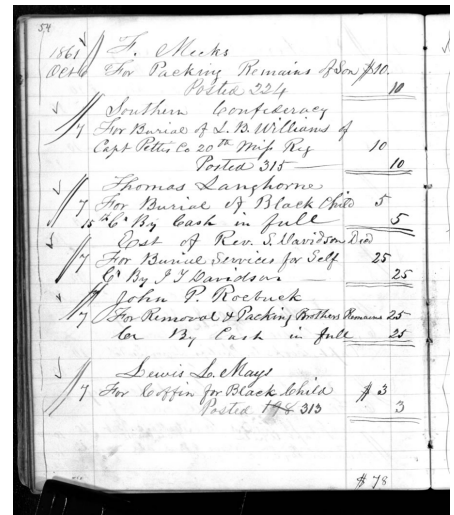 54
1861 F. Meeks
Oct 6 For Packing Remains of Son $10.
Posted 224 10
Southern Confederacy
7 For Burial of L. B. Williams of
Capt Pettis Co 20th Miss Reg 10
Posted 315 10
Thomas Langhorne
7 For Burial of Black Child 5
15th Cr By Cash in full 5
Est of Rev. S. Davidson Died
7 For Burial Services for Self 25
Cr By J T Davidson 25
John P. Roebuck
7 For Removal & Packing Brothers Remains 25
Cr By Cash in full 25
Lewis L. Mays
7 For Coffin for Black Child $3
Posted 198 313 3
$78